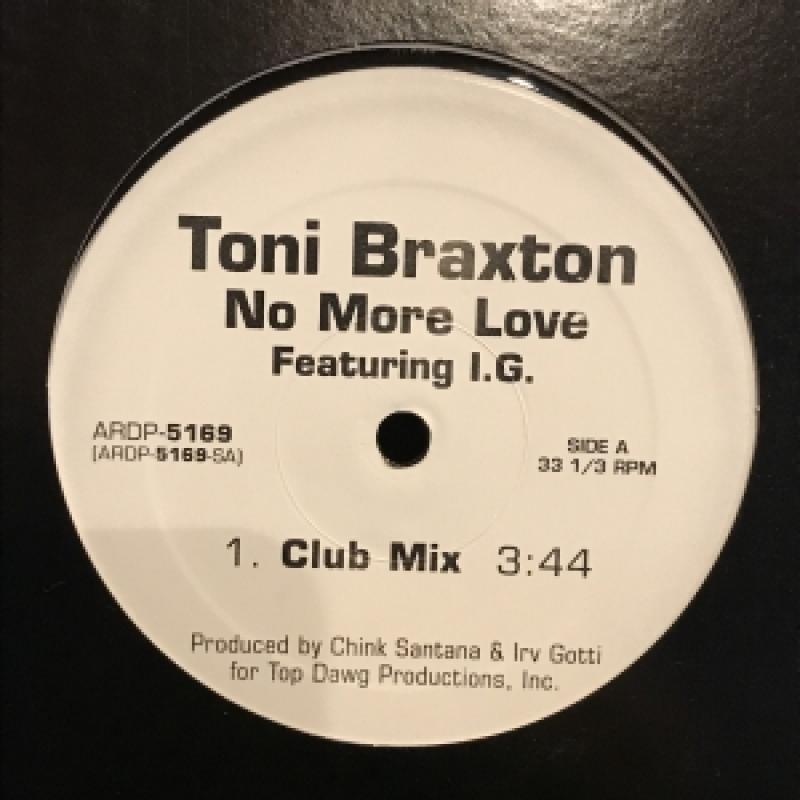 Toni Braxton
No More Love
Featuring I.G.
ARDP-5169
(ARDP-5169-SA)
SIDE A
33 1/3 RPM
1. Club Mix 3:44
Produced by Chink Santana & Irv Gotti
for Top Dawg Productions, Inc.